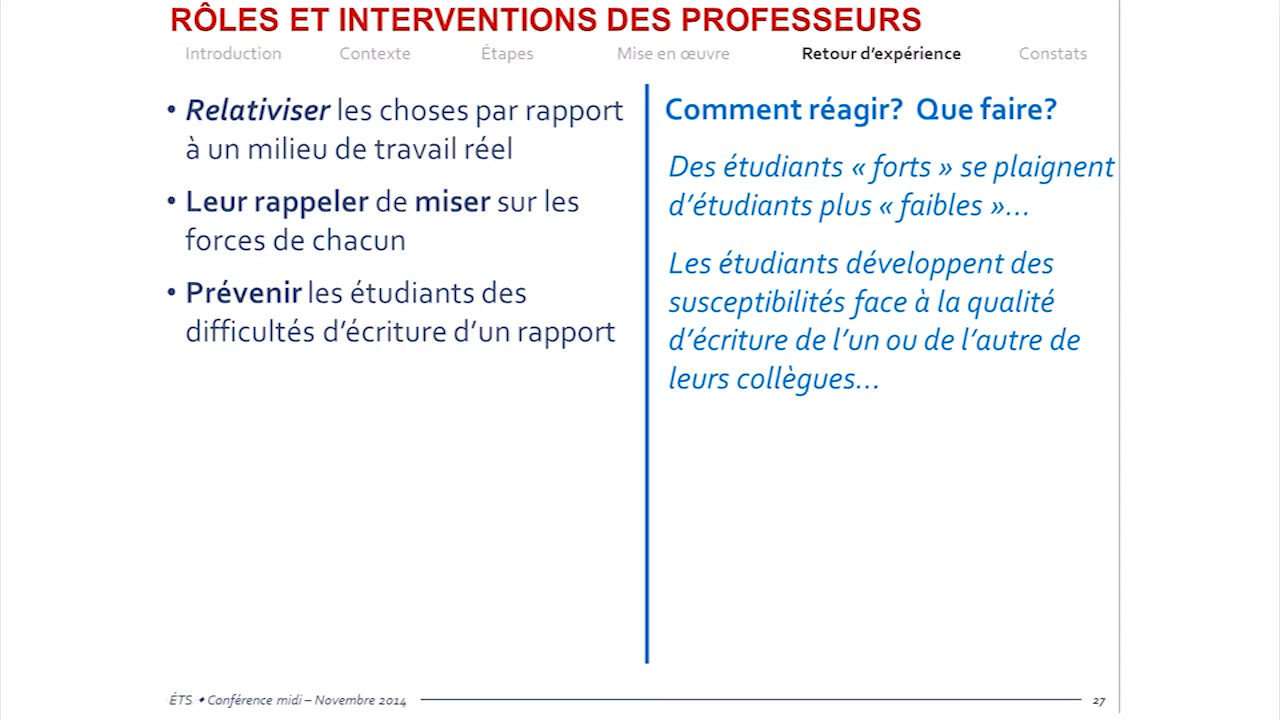 RÔLES ET INTERVENTIONS DES PROFESSEURS
Introduction Contexte Étapes Mise en œuvre Retour d'expérience Constats
• Relativiser les choses par rapport
à un milieu de travail réel
• Leur rappeler de miser sur les
forces de chacun
• Prévenir les étudiants des
difficultés d'écriture d'un rapport
Comment réagir? Que faire?
Des étudiants « forts » se plaignent
d'étudiants plus « faibles »...
Les étudiants développent des
susceptibilités face à la qualité
d'écriture de l'un ou de l'autre de
leurs collègues...
ÉTS ✦ Conférence midi – Novembre 2014
27